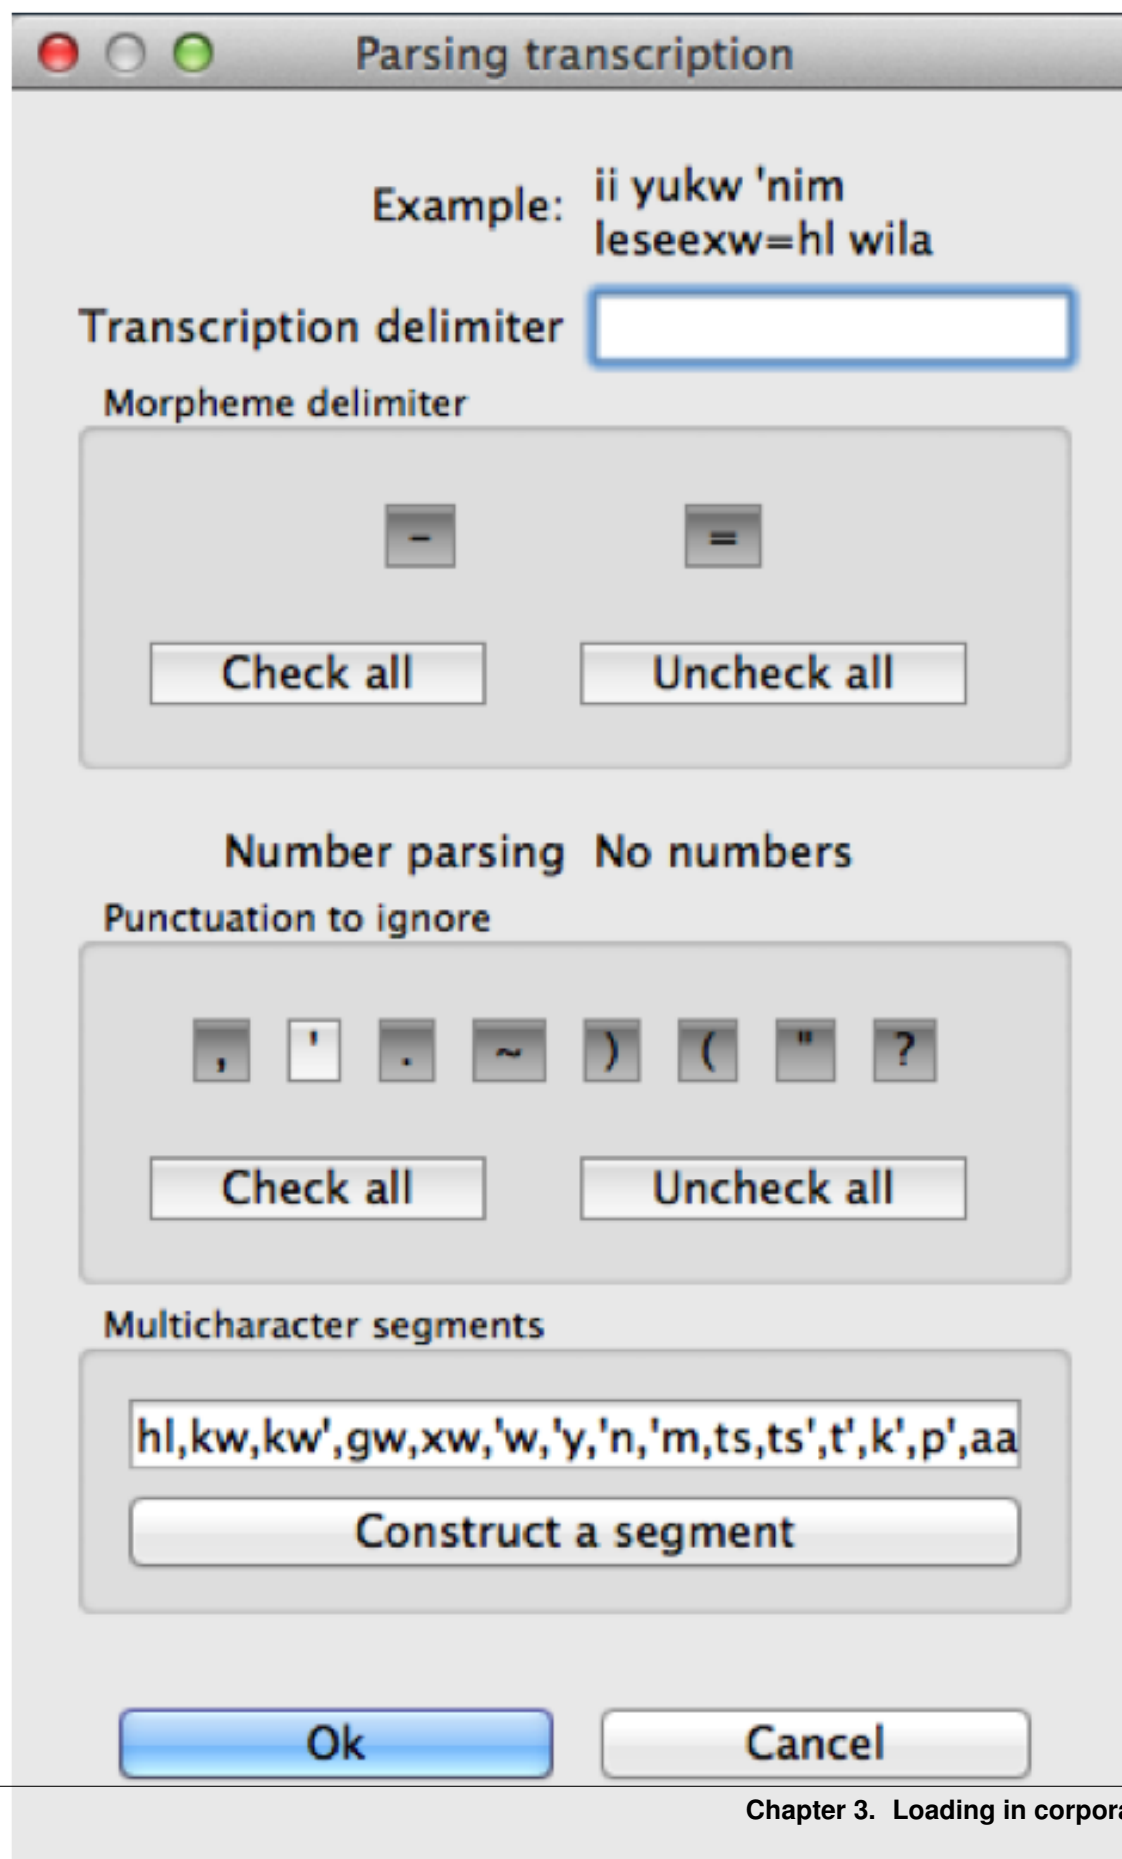 Parsing transcription
Example: ii yukw 'nim
leseexw=hl wila
Transcription delimiter
Morpheme delimiter
- =
Check all Uncheck all
Number parsing No numbers
Punctuation to ignore
, ' . ~ ) ( " ?
Check all Uncheck all
Multicharacter segments
hl,kw,kw',gw,xw,'w,'y,'n,'m,ts,ts',t',k',p',aa
Construct a segment
Ok Cancel
Chapter 3. Loading in corpora